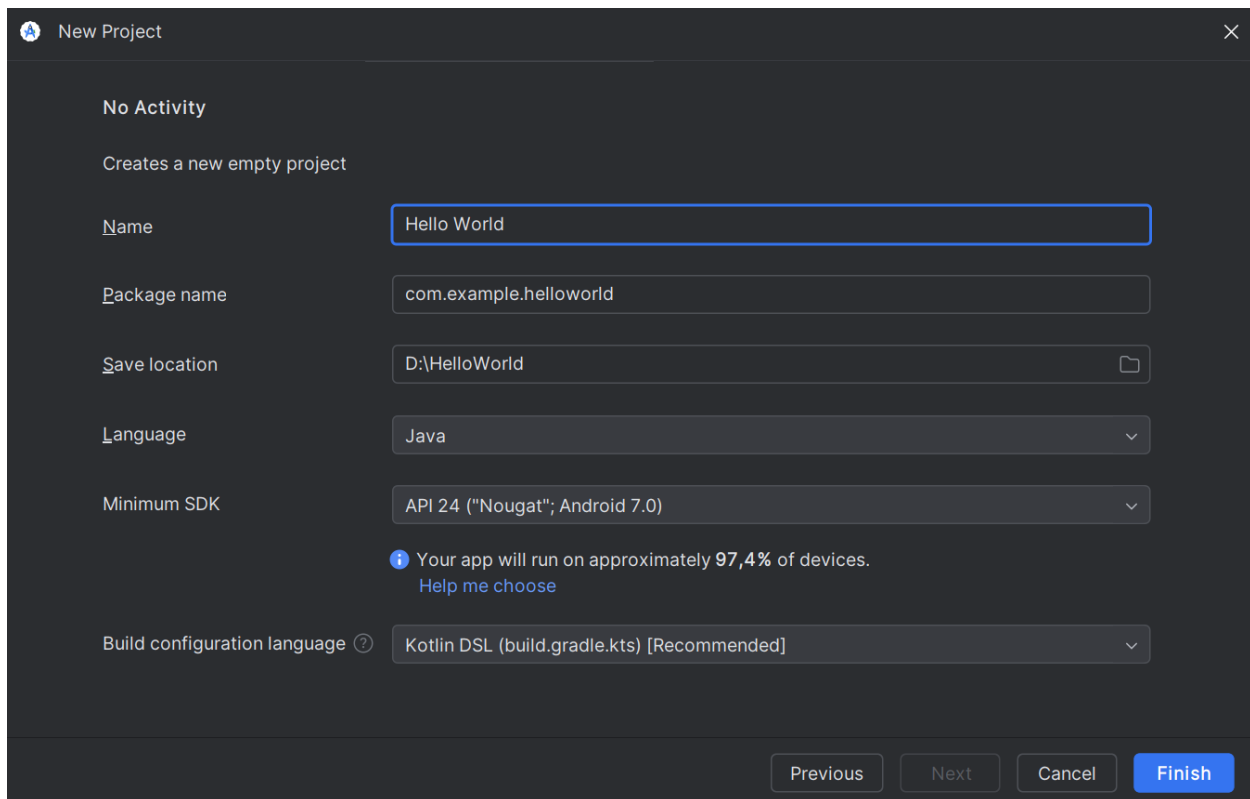 New Project
No Activity
Creates a new empty project
Name
Hello World
Package name
com.example.helloworld
Save location
D:\HelloWorld
Language
Java
Minimum SDK
API 24 ("Nougat"; Android 7.0)
Your app will run on approximately 97,4% of devices.
Help me choose
Build configuration language
Kotlin DSL (build.gradle.kts) [Recommended]
Previous
Next
Cancel
Finish